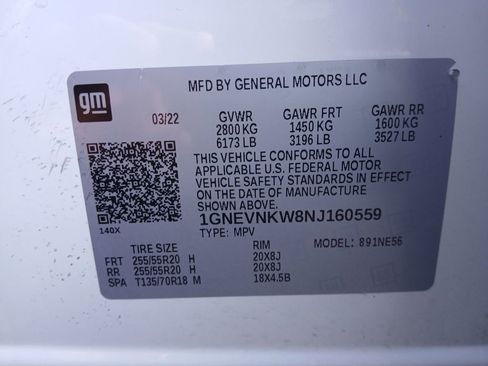 gm
MFD BY GENERAL MOTORS LLC
03/22 GVWR GAWR FRT GAWR RR
2800 KG 1450 KG 1600 KG
6173 LB 3196 LB 3527 LB
THIS VEHICLE CONFORMS TO ALL
APPLICABLE U.S. FEDERAL MOTOR
VEHICLE SAFETY STANDARDS IN EFFECT
ON THE DATE OF MANUFACTURE
SHOWN ABOVE.
1GNEVNKW8NJ160559
140X TYPE: MPV MODEL: 891NE56
TIRE SIZE RIM
FRT 255/55R20 H 20X8J
RR 255/55R20 H 20X8J
SPA T135/70R18 M 18X4.5B